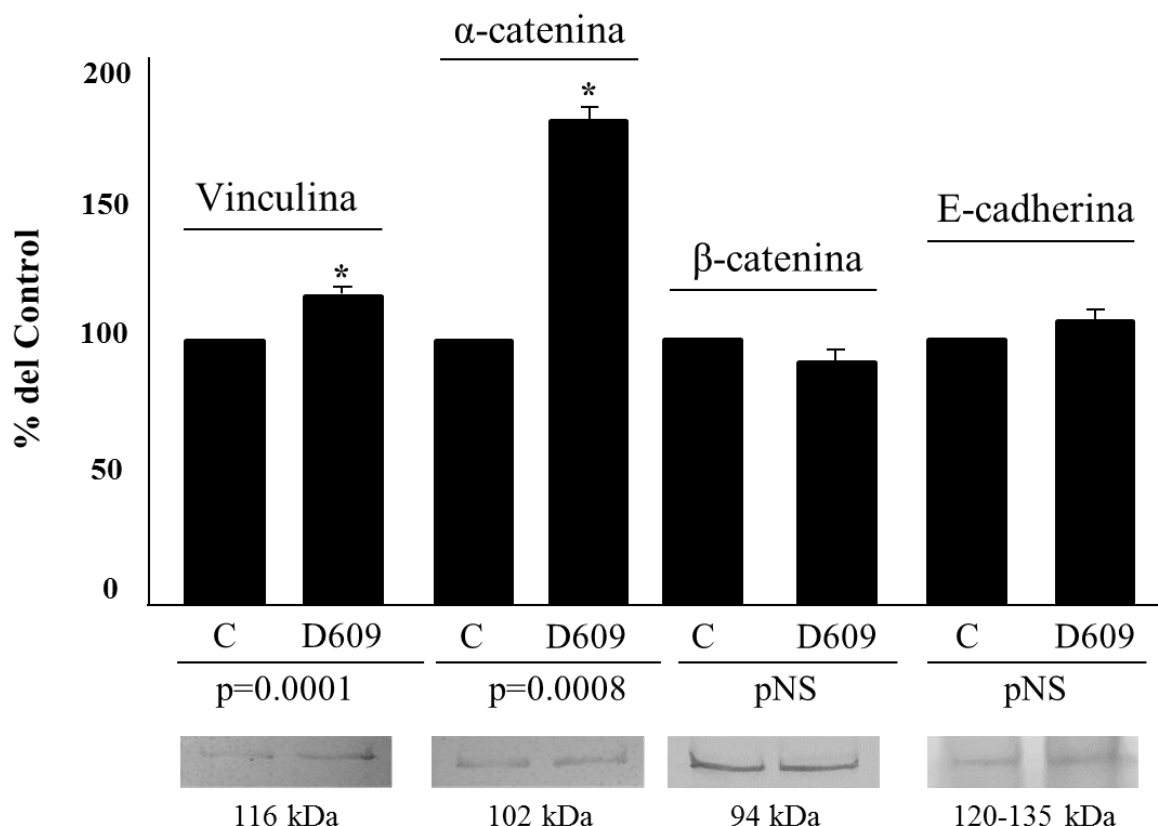 α-catenina
200
*
150
Vinculina
E-cadherina
β-catenina
*
100
% del Control
50
0
C D609 C D609 C D609 C D609
p=0.0001 p=0.0008 pNS pNS
116 kDa 102 kDa 94 kDa 120-135 kDa